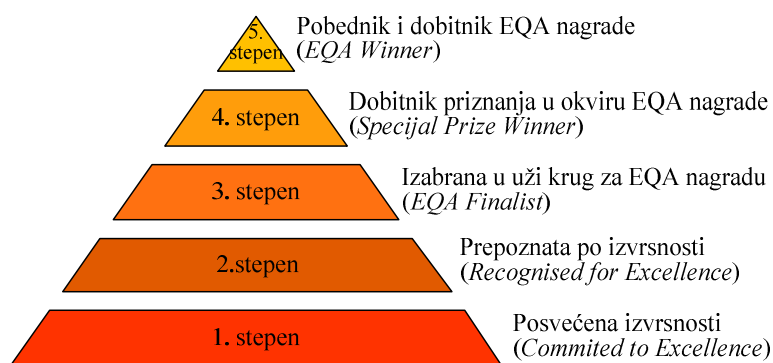 5.
stepen
Pobednik i dobitnik EQA nagrade
(EQA Winner)
4. stepen
Dobitnik priznanja u okviru EQA nagrade
(Specijal Prize Winner)
3. stepen
Izabrana u uži krug za EQA nagradu
(EQA Finalist)
2.stepen
Prepoznata po izvrsnosti
(Recognised for Excellence)
1. stepen
Posvećena izvrsnosti
(Commited to Excellence)